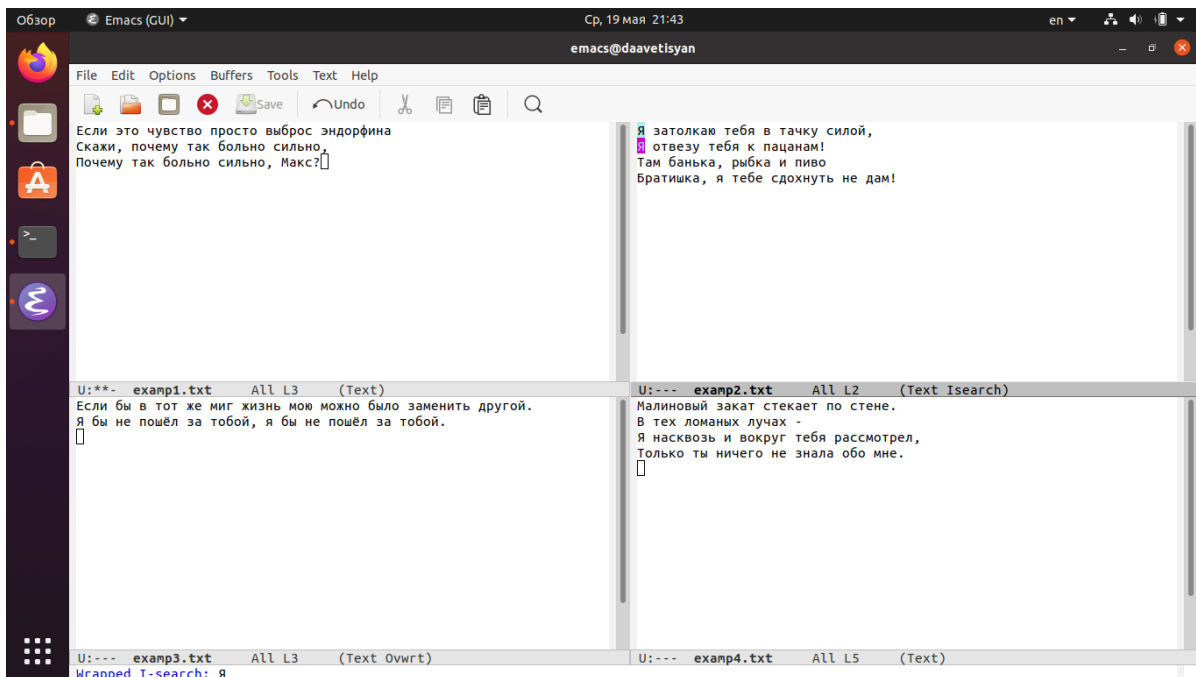 Обзор Emacs (GUI) Ср, 19 мая 21:43 en
emacs@daavetisyan
File Edit Options Buffers Tools Text Help
Save Undo
Если это чувство просто выброс эндорфина
Скажи, почему так больно сильно,
Почему так больно сильно, Макс?
U:**- examp1.txt All L3 (Text)
Я затолкаю тебя в тачку силой,
Я отвезу тебя к пацанам!
Там банька, рыбка и пиво
Братишка, я тебе сдохнуть не дам!
U:--- examp2.txt All L2 (Text Isearch)
Если бы в тот же миг жизнь мою можно было заменить другой.
Я бы не пошёл за тобой, я бы не пошёл за тобой.
U:--- examp3.txt All L3 (Text Ovwrt)
Малиновый закат стекает по стене.
В тех ломаных лучах -
Я насквозь и вокруг тебя рассмотрел,
Только ты ничего не знала обо мне.
U:--- examp4.txt All L5 (Text)
Wrapped I-search: Я